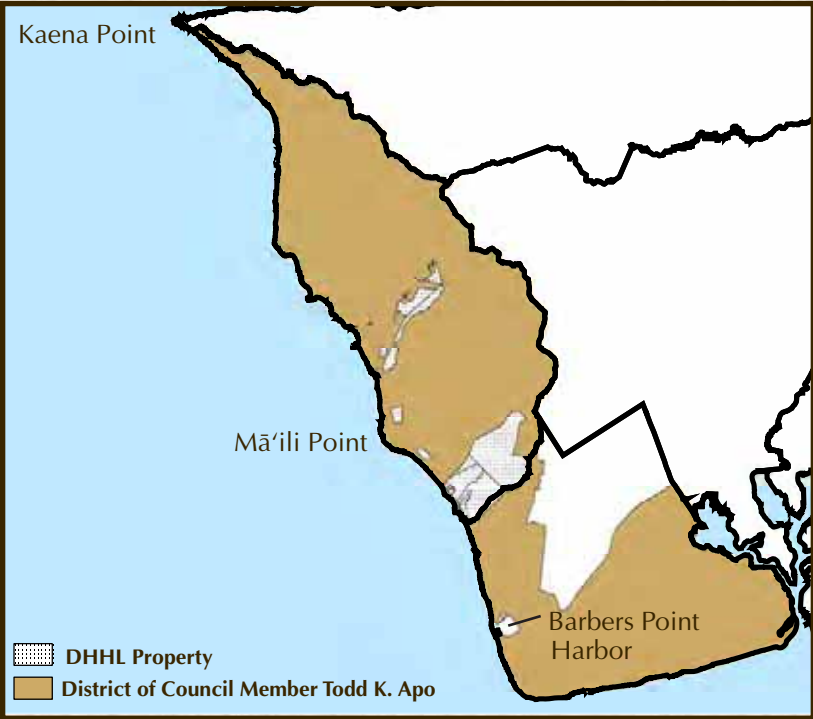 Kaena Point
Mā‘ili Point
Barbers Point
Harbor
DHHL Property
District of Council Member Todd K. Apo